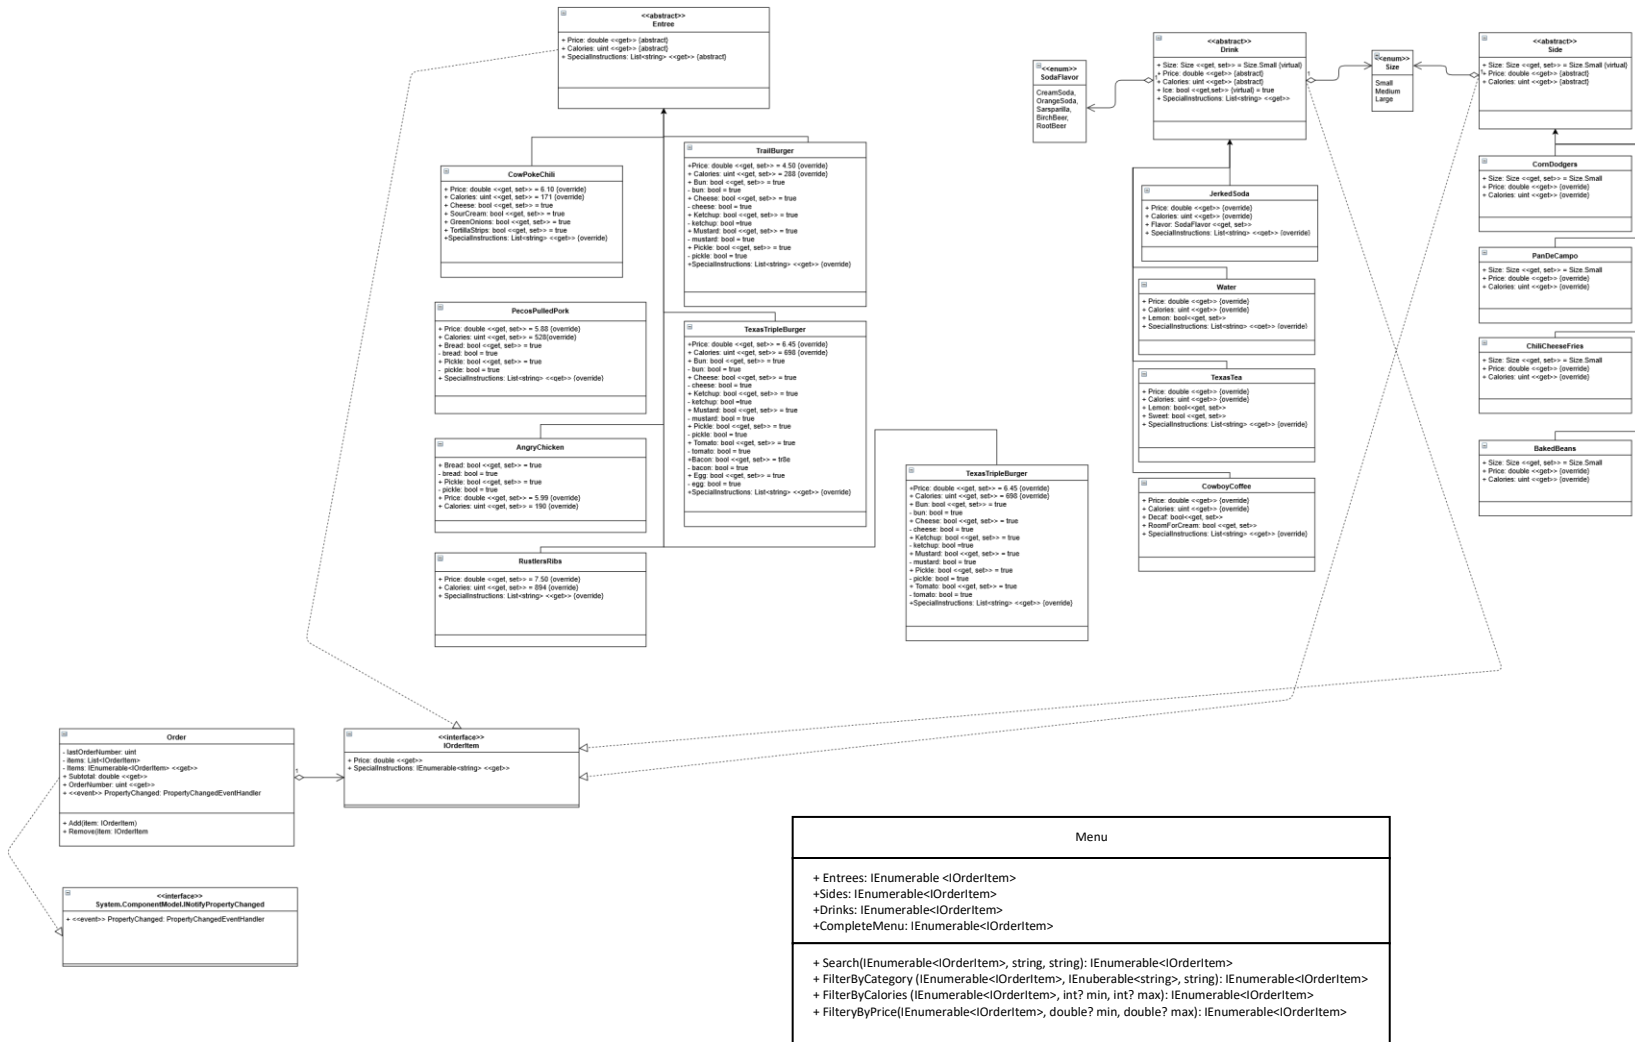 <<abstract>>
Entree
+ Price: double <<get>> {abstract}
+ Calories: uint <<get>> {abstract}
+ SpecialInstructions: List<string> <<get>> {abstract}
CowPokeChili
+ Price: double <<get, set>> = 6.10 {override}
+ Calories: uint <<get, set>> = 171 {override}
+ Cheese: bool <<get, set>> = true
+ SourCream: bool <<get, set>> = true
+ GreenOnions: bool <<get, set>> = true
+ TortillaStrips: bool <<get, set>> = true
+SpecialInstructions: List<string> <<get>> {override}
TrailBurger
+Price: double <<get, set>> = 4.50 {override}
+ Calories: uint <<get, set>> = 288 {override}
+ Bun: bool <<get, set>> = true
- bun: bool = true
+ Cheese: bool <<get, set>> = true
- cheese: bool = true
+ Ketchup: bool <<get, set>> = true
- ketchup: bool =true
+ Mustard: bool <<get, set>> = true
- mustard: bool = true
+ Pickle: bool <<get, set>> = true
- pickle: bool = true
+SpecialInstructions: List<string> <<get>> {override}
PecosPulledPork
+ Price: double <<get, set>> = 5.88 {override}
+ Calories: uint <<get, set>> = 528{override}
+ Bread: bool <<get, set>> = true
- bread: bool = true
+ Pickle: bool <<get, set>> = true
- pickle: bool = true
+ SpecialInstructions: List<string> <<get>> {override}
TexasTripleBurger
+Price: double <<get, set>> = 6.45 {override}
+ Calories: uint <<get, set>> = 698 {override}
+ Bun: bool <<get, set>> = true
- bun: bool = true
+ Cheese: bool <<get, set>> = true
- cheese: bool = true
+ Ketchup: bool <<get, set>> = true
- ketchup: bool =true
+ Mustard: bool <<get, set>> = true
- mustard: bool = true
+ Pickle: bool <<get, set>> = true
- pickle: bool = true
+ Tomato: bool <<get, set>> = true
- tomato: bool = true
+Bacon: bool <<get, set>> = tr8e
- bacon: bool = true
+ Egg: bool <<get, set>> = true
- egg: bool = true
+SpecialInstructions: List<string> <<get>> {override}
AngryChicken
+ Bread: bool <<get, set>> = true
- bread: bool = true
+ Pickle: bool <<get, set>> = true
- pickle: bool = true
+ Price: double <<get, set>> = 5.99 {override}
+ Calories: uint <<get, set>> = 190 {override}
RustlersRibs
+ Price: double <<get, set>> = 7.50 {override}
+ Calories: uint <<get, set>> = 894 {override}
+ SpecialInstructions: List<string> <<get>> {override}
TexasTripleBurger
+Price: double <<get, set>> = 6.45 {override}
+ Calories: uint <<get, set>> = 698 {override}
+ Bun: bool <<get, set>> = true
- bun: bool = true
+ Cheese: bool <<get, set>> = true
- cheese: bool = true
+ Ketchup: bool <<get, set>> = true
- ketchup: bool =true
+ Mustard: bool <<get, set>> = true
- mustard: bool = true
+ Pickle: bool <<get, set>> = true
- pickle: bool = true
+ Tomato: bool <<get, set>> = true
- tomato: bool = true
+SpecialInstructions: List<string> <<get>> {override}
<<enum>>
SodaFlavor
CreamSoda,
OrangeSoda,
Sarsparilla,
BirchBeer,
RootBeer
<<abstract>>
Drink
+ Size: Size <<get, set>> = Size.Small {virtual}
+ Price: double <<get>> {abstract}
+ Calories: uint <<get>> {abstract}
+ Ice: bool <<get,set>> {virtual} = true
+ SpecialInstructions: List<string> <<get>>
1
1
<<enum>>
Size
Small
Medium
Large
<<abstract>>
Side
+ Size: Size <<get, set>> = Size.Small {virtual}
+ Price: double <<get>> {abstract}
+ Calories: uint <<get>> {abstract}
1
JerkedSoda
+ Price: double <<get>> {override}
+ Calories: uint <<get>> {override}
+ Flavor: SodaFlavor <<get, set>>
+ SpecialInstructions: List<string> <<get>> {override}
Water
+ Price: double <<get>> {override}
+ Calories: uint <<get>> {override}
+ Lemon: bool<<get, set>>
+ SpecialInstructions: List<string> <<get>> {override}
TexasTea
+ Price: double <<get>> {override}
+ Calories: uint <<get>> {override}
+ Lemon: bool<<get, set>>
+ Sweet: bool <<get, set>>
+ SpecialInstructions: List<string> <<get>> {override}
CowboyCoffee
+ Price: double <<get>> {override}
+ Calories: uint <<get>> {override}
+ Decaf: bool<<get, set>>
+ RoomForCream: bool <<get, set>>
+ SpecialInstructions: List<string> <<get>> {override}
CornDodgers
+ Size: Size <<get, set>> = Size.Small
+ Price: double <<get>> {override}
+ Calories: uint <<get>> {override}
PanDeCampo
+ Size: Size <<get, set>> = Size.Small
+ Price: double <<get>> {override}
+ Calories: uint <<get>> {override}
ChiliCheeseFries
+ Size: Size <<get, set>> = Size.Small
+ Price: double <<get>> {override}
+ Calories: uint <<get>> {override}
BakedBeans
+ Size: Size <<get, set>> = Size.Small
+ Price: double <<get>> {override}
+ Calories: uint <<get>> {override}
Order
- lastOrderNumber: uint
- items: List<IOrderItem>
- Items: IEnumerable<IOrderItem> <<get>>
+ Subtotal: double <<get>>
+ OrderNumber: uint <<get>>
+ <<event>> PropertyChanged: PropertyChangedEventHandler
+ Add(item: IOrderItem)
+ Remove(item: IOrderItem
1
<<interface>>
IOrderItem
+ Price: double <<get>>
+ SpecialInstructions: IEnumerable<string> <<get>>
<<interface>>
System.ComponentModel.INotifyPropertyChanged
+ <<event>> PropertyChanged: PropertyChangedEventHandler
Menu
+ Entrees: IEnumerable <IOrderItem>
+Sides: IEnumerable<IOrderItem>
+Drinks: IEnumerable<IOrderItem>
+CompleteMenu: IEnumerable<IOrderItem>
+ Search(IEnumerable<IOrderItem>, string, string): IEnumerable<IOrderItem>
+ FilterByCategory (IEnumerable<IOrderItem>, IEnuberable<string>, string): IEnumerable<IOrderItem>
+ FilterByCalories (IEnumerable<IOrderItem>, int? min, int? max): IEnumerable<IOrderItem>
+ FilteryByPrice(IEnumerable<IOrderItem>, double? min, double? max): IEnumerable<IOrderItem>